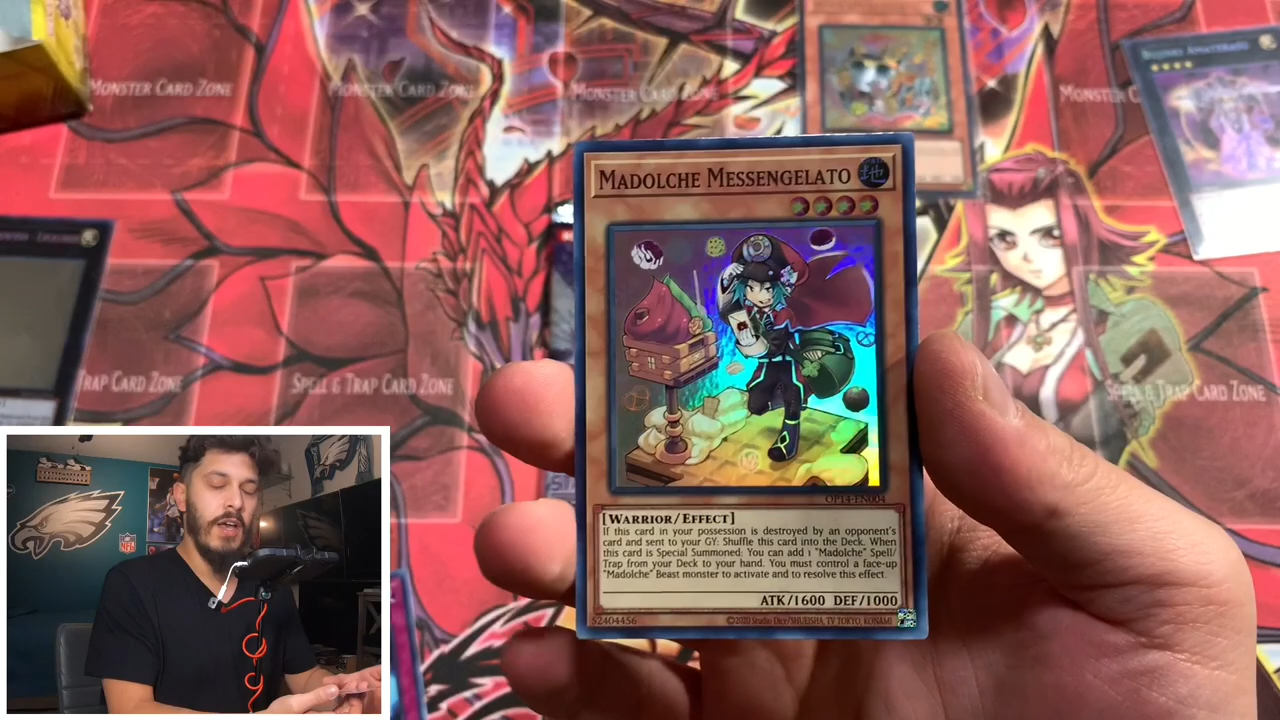 MONSTER CARD ZONE
MONSTER CARD ZONE
MONSTER CARD ZONE
MONSTER C
MADOLCHE MESSENGELATO
地
TRAP CARD ZONE
SPELL & TRAP CARD ZONE
SPELL & TRAP CARD ZONE
OP14-EN004
[WARRIOR/EFFECT]
If this card in your possession is destroyed by an opponent's
card and sent to your GY: Shuffle this card into the Deck. When
this card is Special Summoned: You can add 1 "Madolche" Spell/
Trap from your Deck to your hand. You must control a face-up
"Madolche" Beast monster to activate and to resolve this effect.
ATK/1600 DEF/1000
52404456
©2020 Studio Dice/SHUEISHA, TV TOKYO, KONAMI
NFL